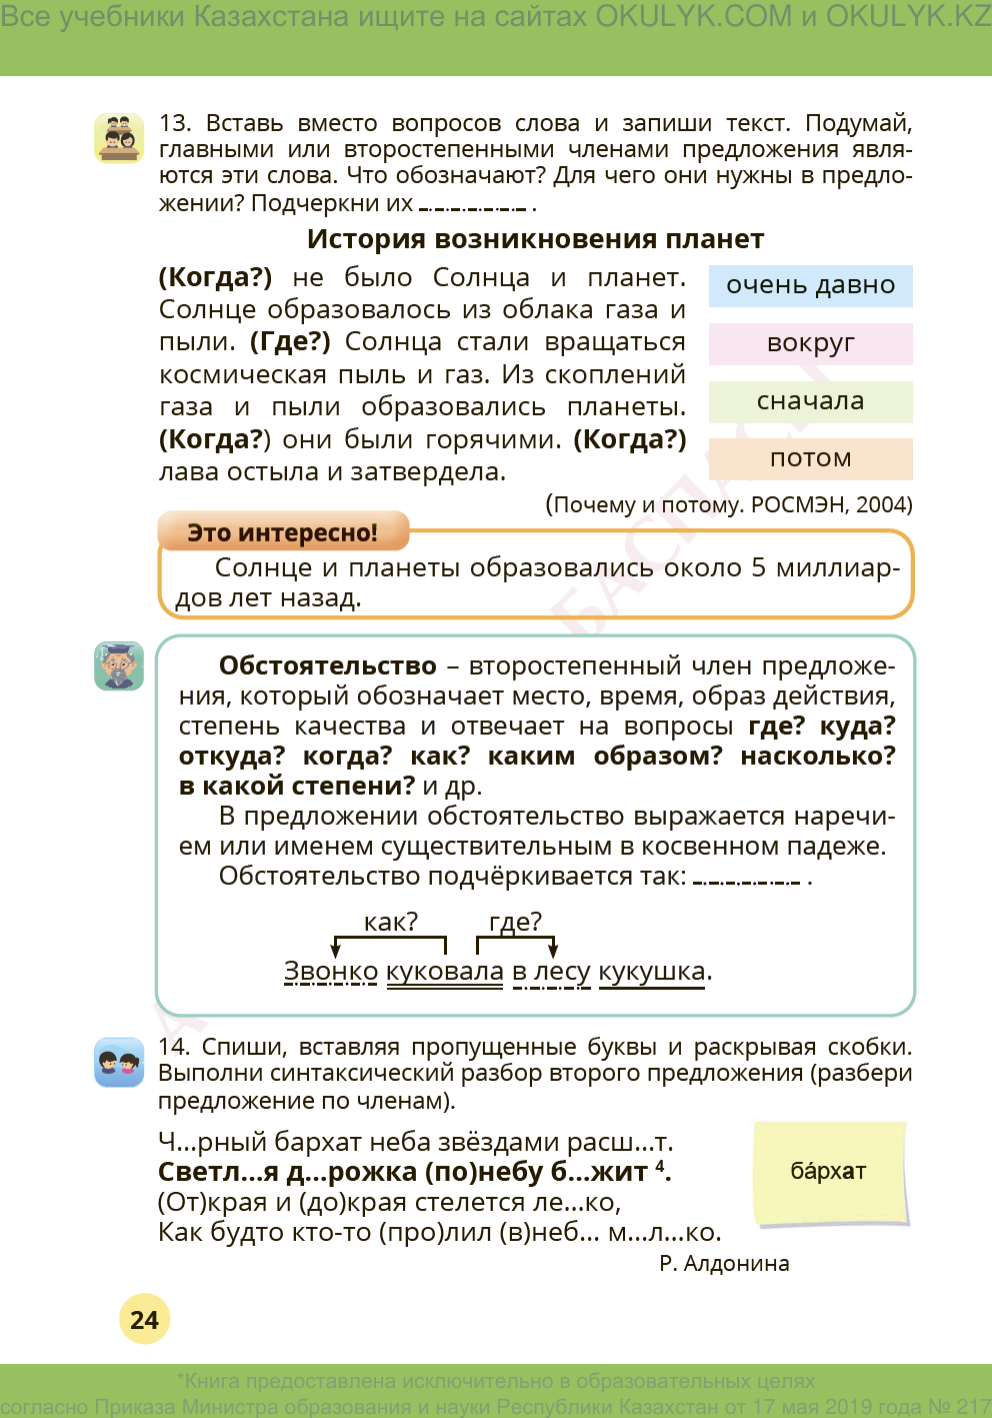 Все учебники Казахстана ищите на сайтах OKULYK.COM и OKULYK.KZ
13. Вставь вместо вопросов слова и запиши текст. Подумай,
главными или второстепенными членами предложения явля-
ются эти слова. Что обозначают? Для чего они нужны в предло-
жении? Подчеркни их .
История возникновения планет
(Когда?) не было Солнца и планет.
Солнце образовалось из облака газа и
пыли. (Где?) Солнца стали вращаться
космическая пыль и газ. Из скоплений
газа и пыли образовались планеты.
(Когда?) они были горячими. (Когда?)
лава остыла и затвердела.
очень давно
вокруг
сначала
потом
(Почему и потому. РОСМЭН, 2004)
Это интересно!
Солнце и планеты образовались около 5 миллиар-
дов лет назад.
Обстоятельство – второстепенный член предложе-
ния, который обозначает место, время, образ действия,
степень качества и отвечает на вопросы где? куда?
откуда? когда? как? каким образом? насколько?
в какой степени? и др.
В предложении обстоятельство выражается наречи-
ем или именем существительным в косвенном падеже.
Обстоятельство подчёркивается так: .
как? где?
Звонко куковала в лесу кукушка.
14. Спиши, вставляя пропущенные буквы и раскрывая скобки.
Выполни синтаксический разбор второго предложения (разбери
предложение по членам).
Ч...рный бархат неба звёздами расш...т.
Светл...я д...рожка (по)небу б...жит ⁴.
(От)края и (до)края стелется ле...ко,
Как будто кто-то (про)лил (в)неб... м...л...ко.
Р. Алдонина
ба́рхат
24
*Книга предоставлена исключительно в образовательных целях
согласно Приказа Министра образования и науки Республики Казахстан от 17 мая 2019 года № 217